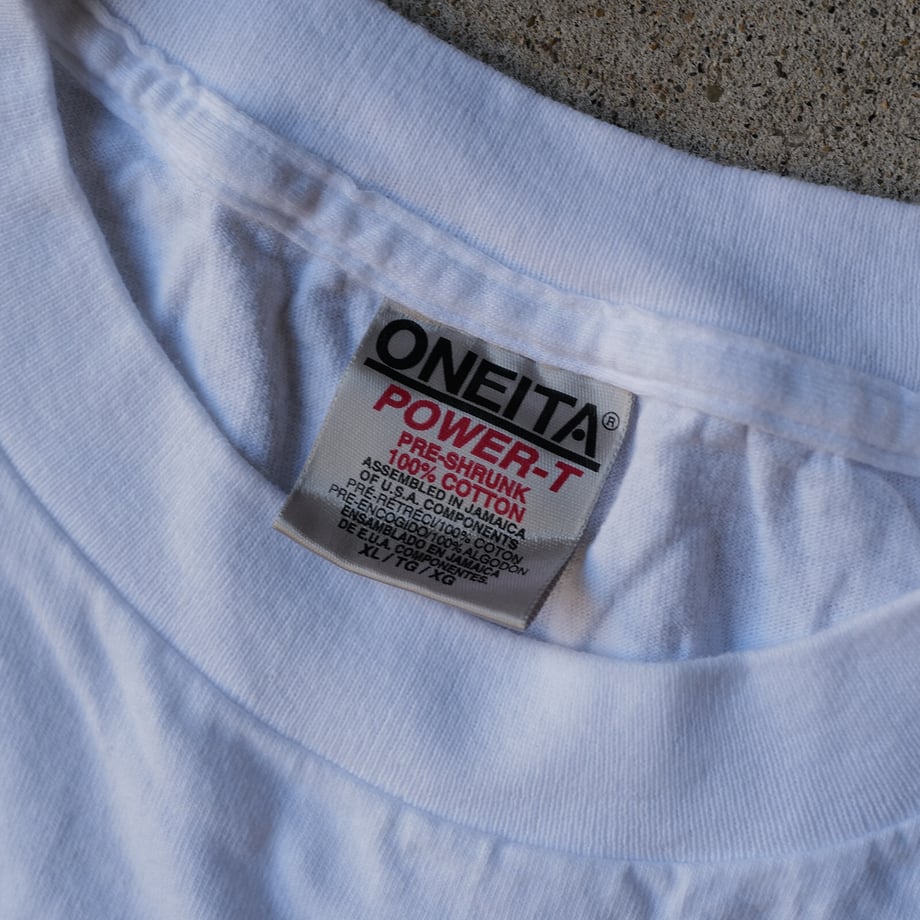 ONEITA®
POWER-T
PRE-SHRUNK
100% COTTON
ASSEMBLED IN JAMAICA
OF U.S.A. COMPONENTS
PRÉ-RÉTRÉCI/100% COTON
PRE-ENCOGIDO/100% ALGODON
ENSAMBLADO EN JAMAICA
DE E.U.A. COMPONENTES.
XL / TG / XG